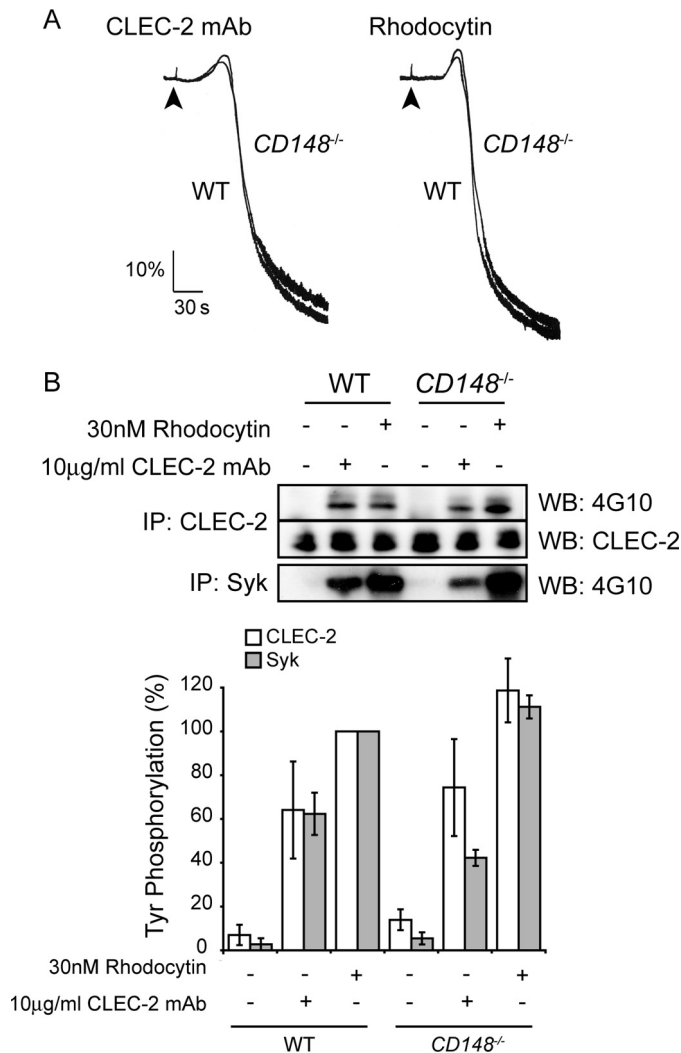 A
CLEC-2 mAb
Rhodocytin
CD148-/-
CD148-/-
WT
WT
10%
30 s
B
WT
CD148-/-
30nM Rhodocytin - - + - - +
10µg/ml CLEC-2 mAb - + - - + -
IP: CLEC-2
WB: 4G10
WB: CLEC-2
IP: Syk
WB: 4G10
CLEC-2
Syk
Tyr Phosphorylation (%)
120
100
80
60
40
20
0
30nM Rhodocytin - - + - - +
10µg/ml CLEC-2 mAb - + - - + -
WT
CD148-/-